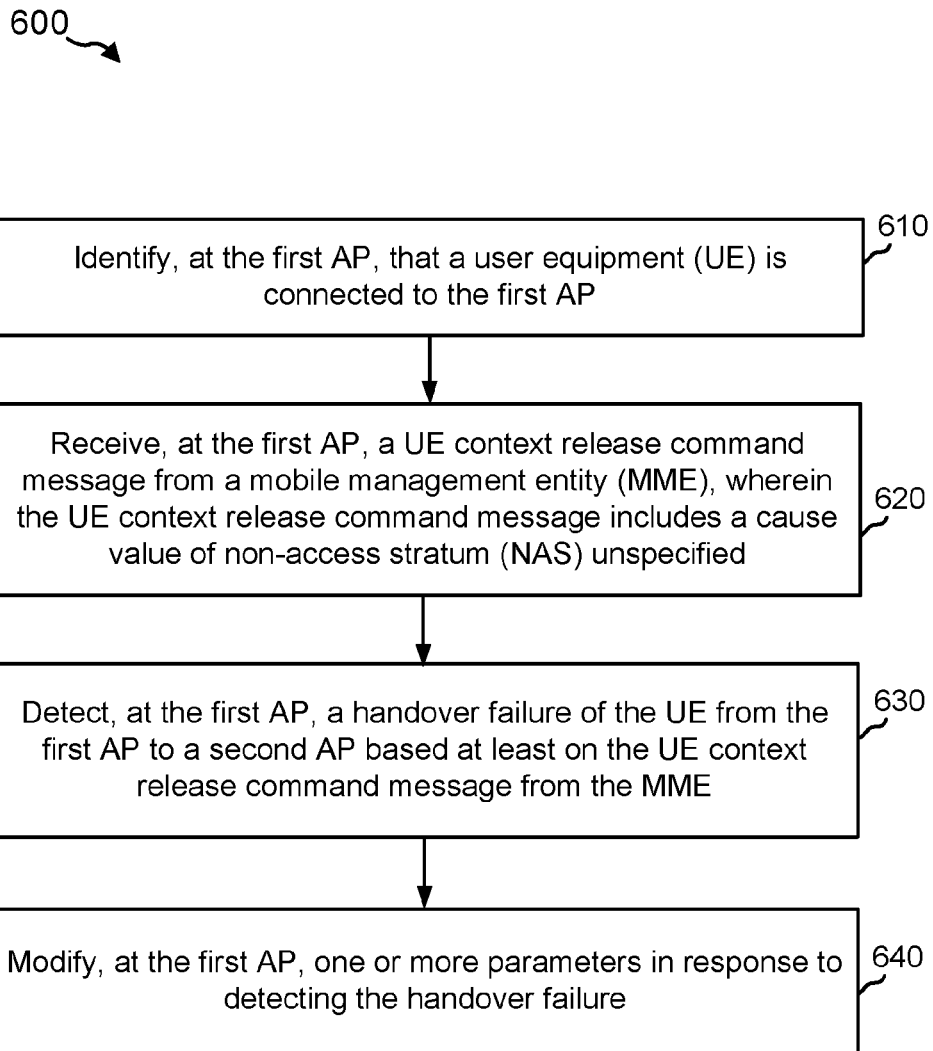 600
610
Identify, at the first AP, that a user equipment (UE) is
connected to the first AP
Receive, at the first AP, a UE context release command
message from a mobile management entity (MME), wherein
the UE context release command message includes a cause
value of non-access stratum (NAS) unspecified
620
Detect, at the first AP, a handover failure of the UE from the
first AP to a second AP based at least on the UE context
release command message from the MME
630
Modify, at the first AP, one or more parameters in response to
detecting the handover failure
640